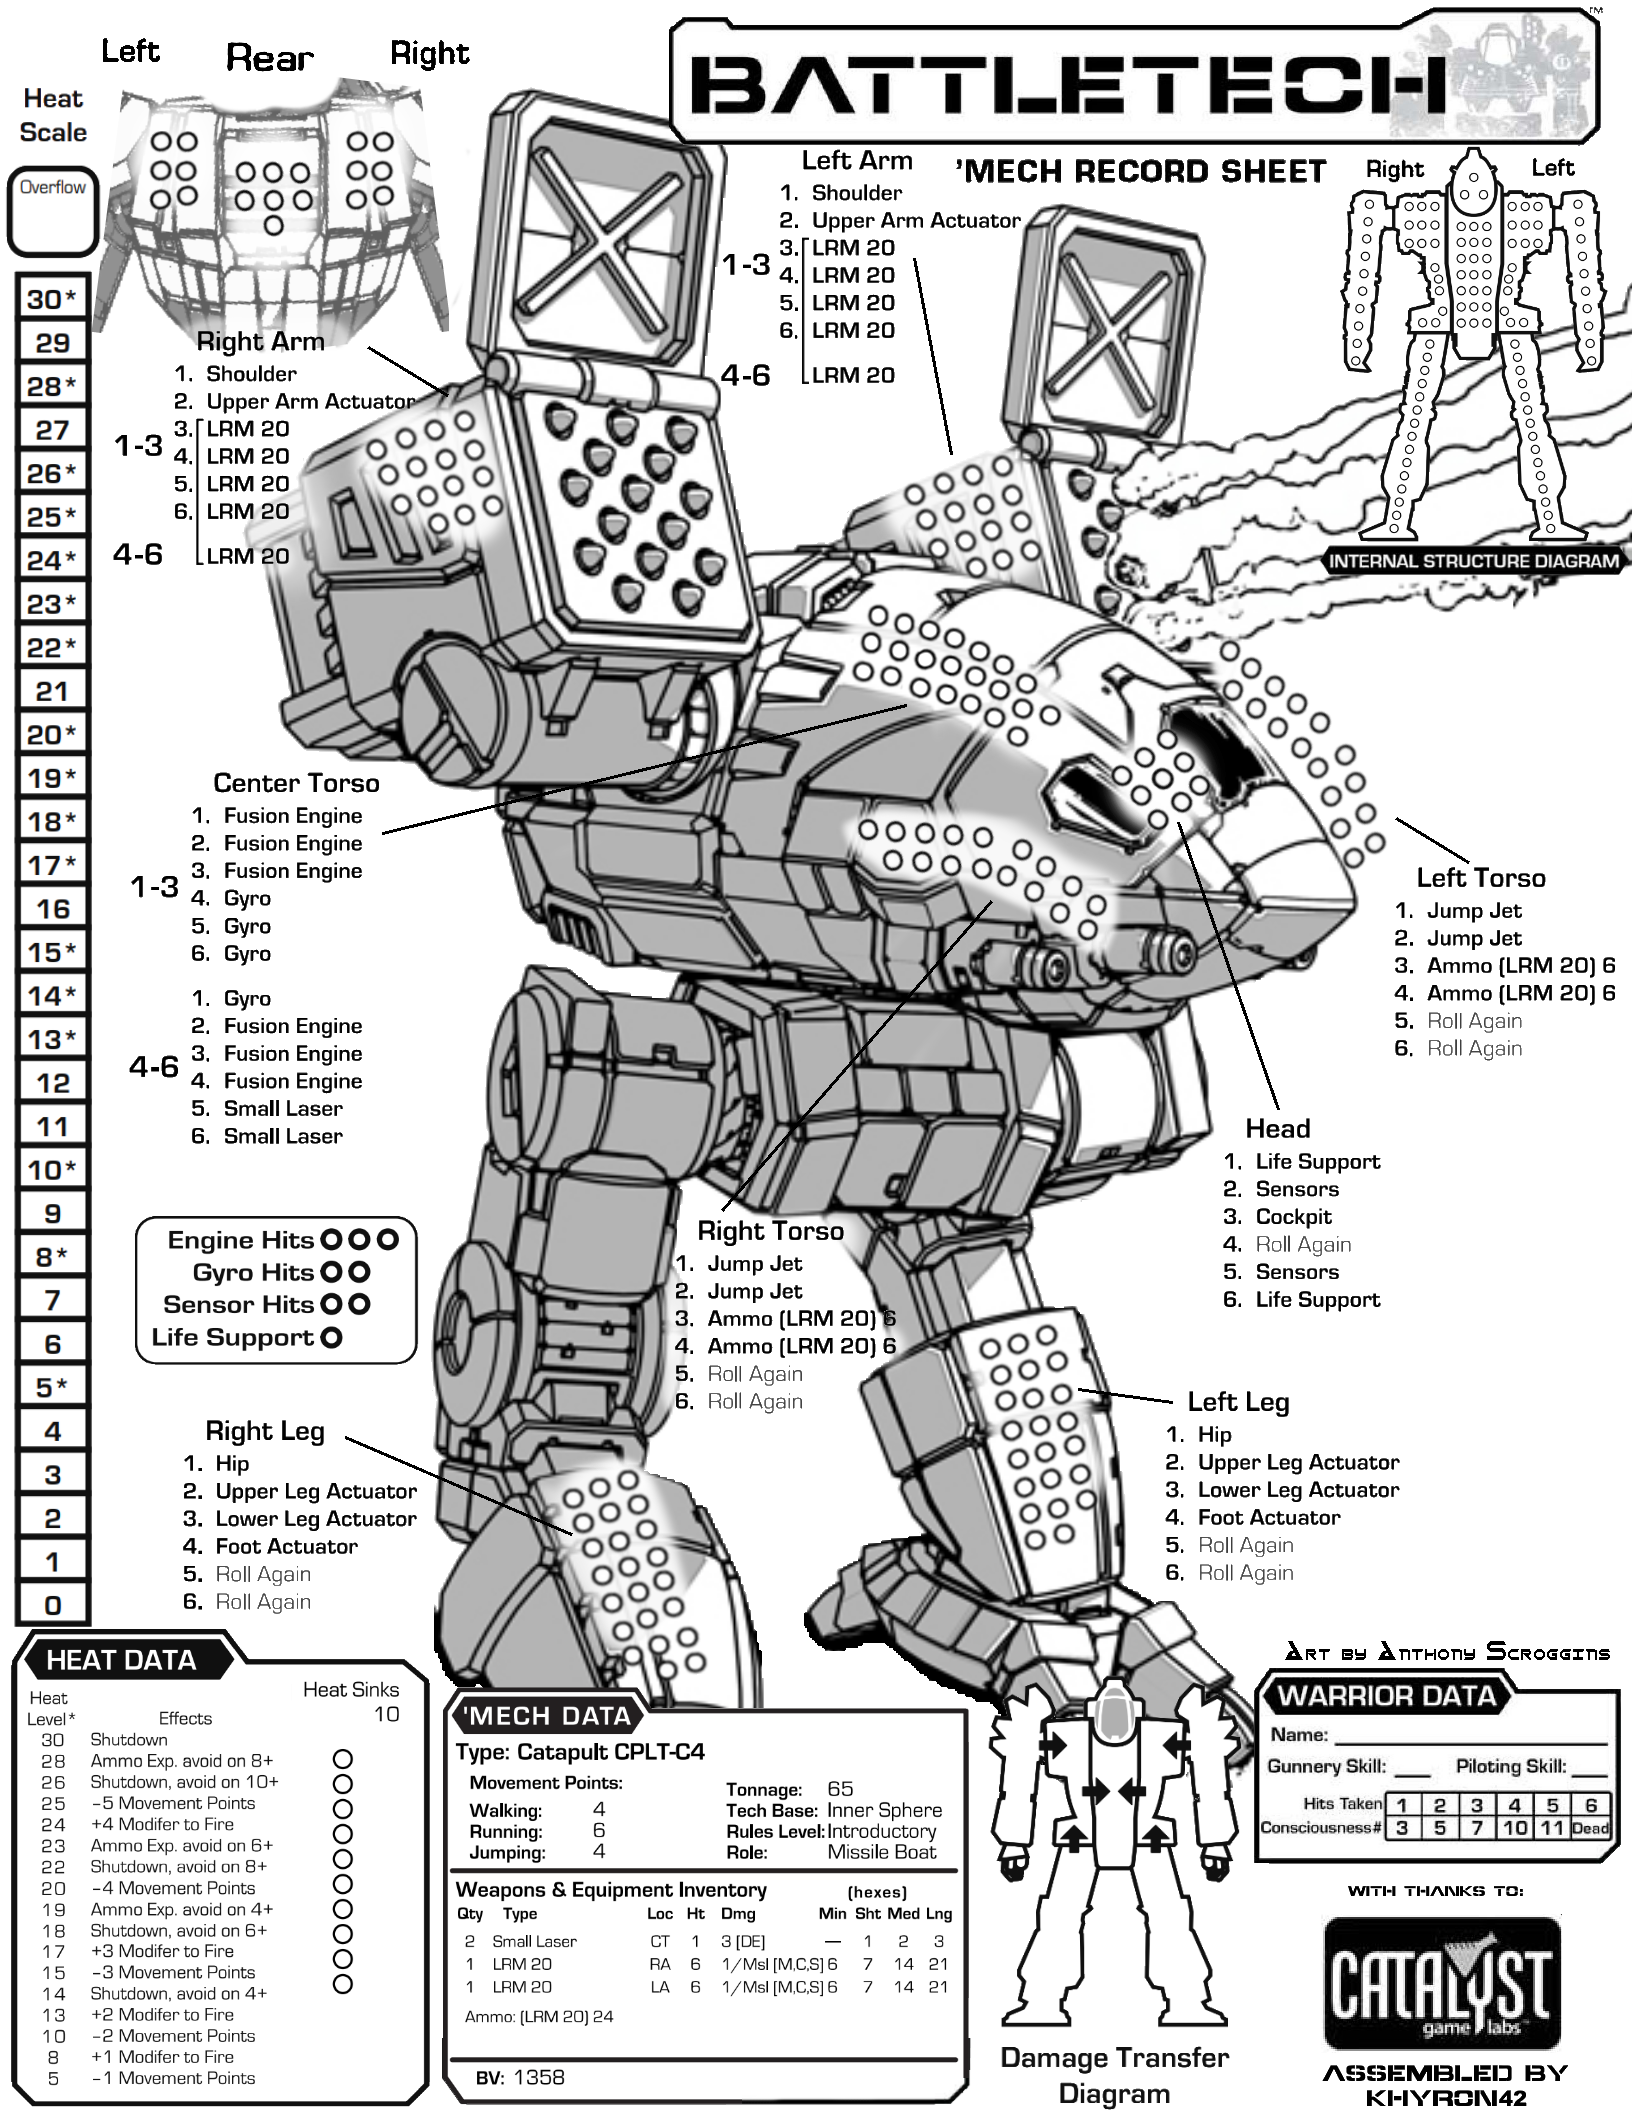 Left Rear Right
BATTLETECH
TM
'MECH RECORD SHEET
Heat
Scale
Overflow
30*
29
28*
27
26*
25*
24*
23*
22*
21
20*
19*
18*
17*
16
15*
14*
13*
12
11
10*
9
8*
7
6
5*
4
3
2
1
0
Left Arm
1. Shoulder
2. Upper Arm Actuator
1-3
3. LRM 20
4. LRM 20
5. LRM 20
6. LRM 20
4-6 LRM 20
Right Left
INTERNAL STRUCTURE DIAGRAM
Right Arm
1. Shoulder
2. Upper Arm Actuator
1-3
3. LRM 20
4. LRM 20
5. LRM 20
6. LRM 20
4-6 LRM 20
Center Torso
1. Fusion Engine
2. Fusion Engine
3. Fusion Engine
1-3
4. Gyro
5. Gyro
6. Gyro
1. Gyro
2. Fusion Engine
3. Fusion Engine
4-6
4. Fusion Engine
5. Small Laser
6. Small Laser
Left Torso
1. Jump Jet
2. Jump Jet
3. Ammo (LRM 20) 6
4. Ammo (LRM 20) 6
5. Roll Again
6. Roll Again
Head
1. Life Support
2. Sensors
3. Cockpit
4. Roll Again
5. Sensors
6. Life Support
Engine Hits
Gyro Hits
Sensor Hits
Life Support
Right Torso
1. Jump Jet
2. Jump Jet
3. Ammo (LRM 20) 6
4. Ammo (LRM 20) 6
5. Roll Again
6. Roll Again
Right Leg
1. Hip
2. Upper Leg Actuator
3. Lower Leg Actuator
4. Foot Actuator
5. Roll Again
6. Roll Again
Left Leg
1. Hip
2. Upper Leg Actuator
3. Lower Leg Actuator
4. Foot Actuator
5. Roll Again
6. Roll Again
HEAT DATA
Heat Level* Effects
Heat Sinks
10
30 Shutdown
28 Ammo Exp. avoid on 8+
26 Shutdown, avoid on 10+
25 -5 Movement Points
24 +4 Modifer to Fire
23 Ammo Exp. avoid on 6+
22 Shutdown, avoid on 8+
20 -4 Movement Points
19 Ammo Exp. avoid on 4+
18 Shutdown, avoid on 6+
17 +3 Modifer to Fire
15 -3 Movement Points
14 Shutdown, avoid on 4+
13 +2 Modifer to Fire
10 -2 Movement Points
8 +1 Modifer to Fire
5 -1 Movement Points
'MECH DATA
Type: Catapult CPLT-C4
Movement Points:
Walking: 4
Running: 6
Jumping: 4
Tonnage: 65
Tech Base: Inner Sphere
Rules Level: Introductory
Role: Missile Boat
Weapons & Equipment Inventory (hexes)
Qty Type Loc Ht Dmg Min Sht Med Lng
2 Small Laser CT 1 3 [DE] — 1 2 3
1 LRM 20 RA 6 1/Msl [M,C,S] 6 7 14 21
1 LRM 20 LA 6 1/Msl [M,C,S] 6 7 14 21
Ammo: (LRM 20) 24
BV: 1358
Damage Transfer
Diagram
Art by Anthony Scroggins
WARRIOR DATA
Name:
Gunnery Skill: Piloting Skill:
Hits Taken 1 2 3 4 5 6
Consciousness# 3 5 7 10 11 Dead
WITH THANKS TO:
CATALYST
game labs
ASSEMBLED BY
KHYRON42